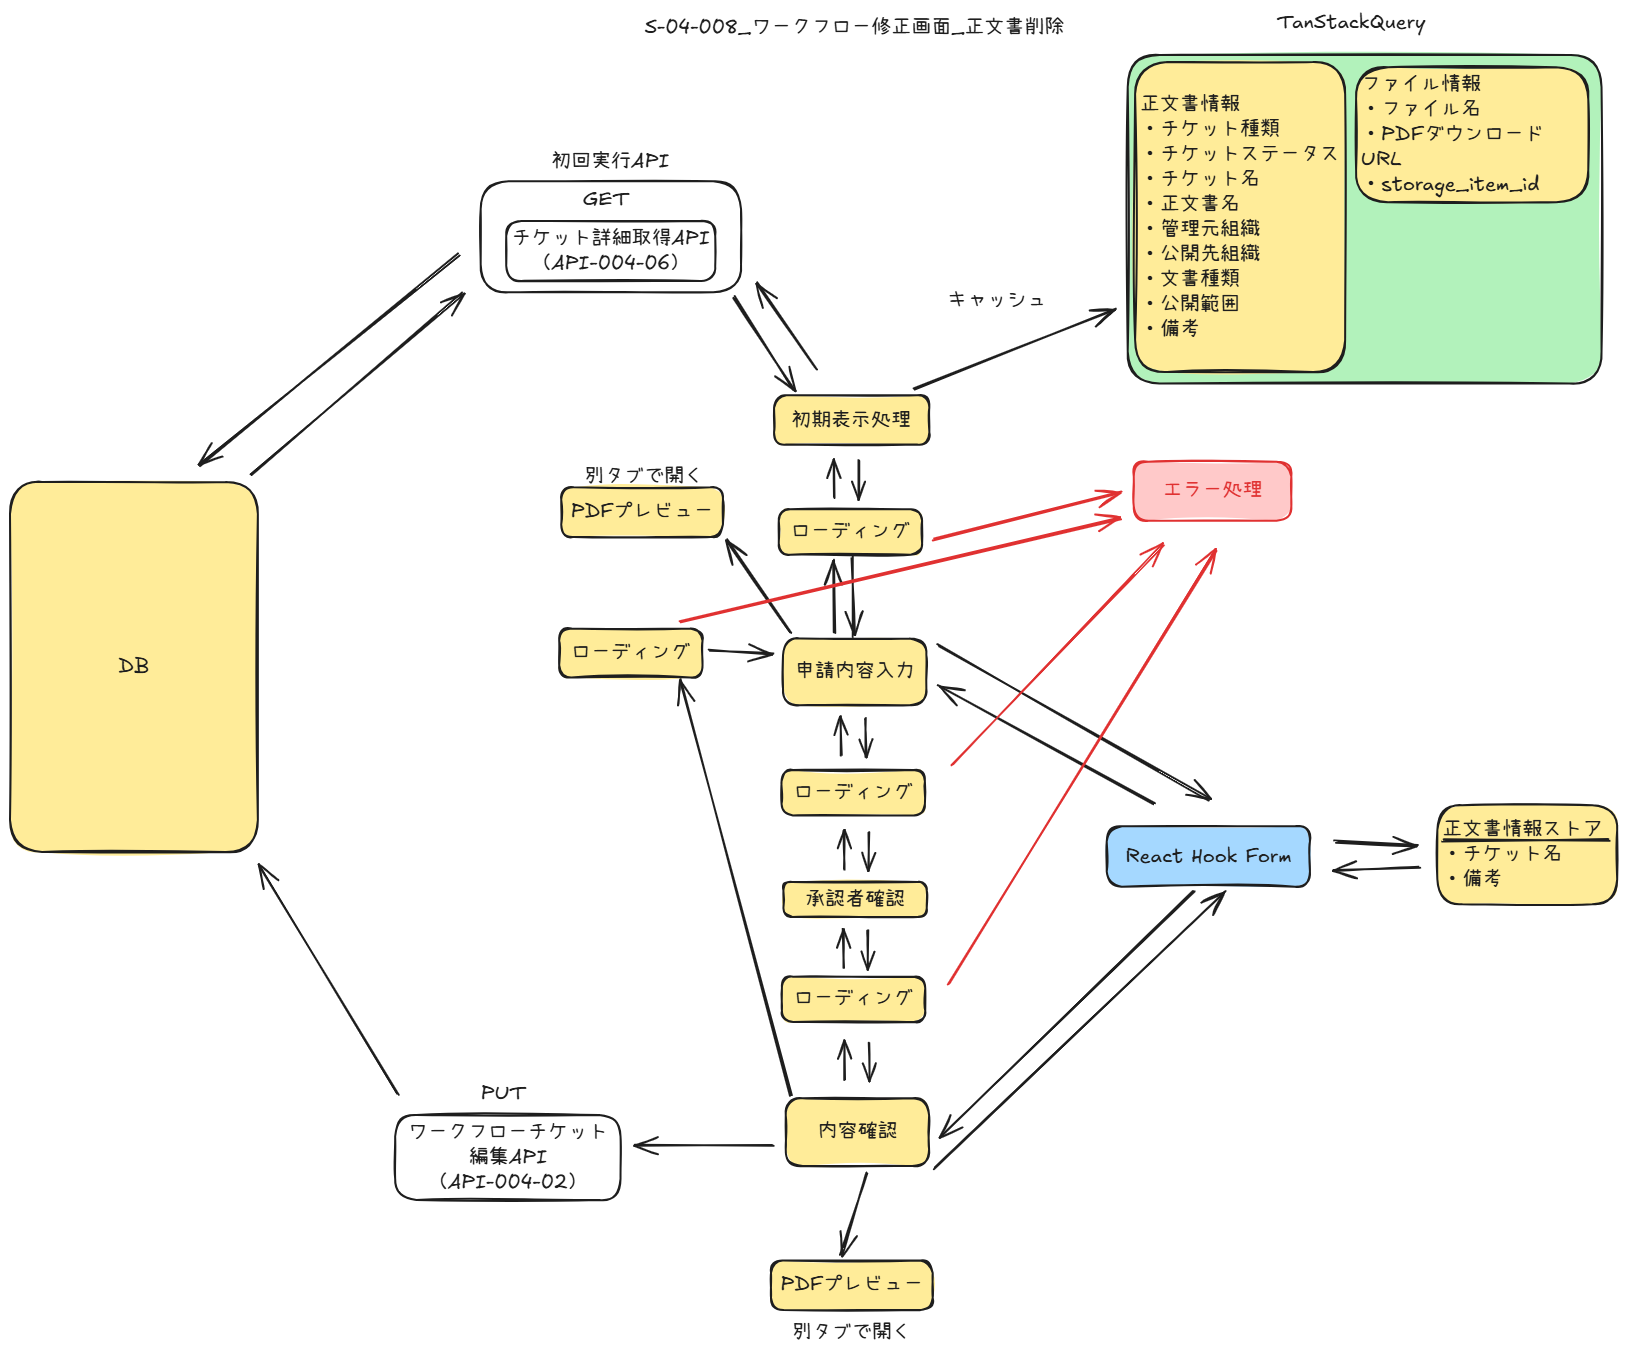 S-04-008_ワークフロー修正画面_正文書削除
TanStackQuery
正文書情報
・チケット種類
・チケットステータス
・チケット名
・正文書名
・管理元組織
・公開先組織
・文書種類
・公開範囲
・備考
ファイル情報
・ファイル名
・PDFダウンロード
URL
・storage_item_id
初回実行API
GET
チケット詳細取得API
（API-004-06）
キャッシュ
初期表示処理
別タブで開く
PDFプレビュー
ローディング
エラー処理
DB
ローディング
申請内容入力
ローディング
React Hook Form
正文書情報ストア
・チケット名
・備考
承認者確認
ローディング
PUT
ワークフローチケット
編集API
（API-004-02）
内容確認
PDFプレビュー
別タブで開く